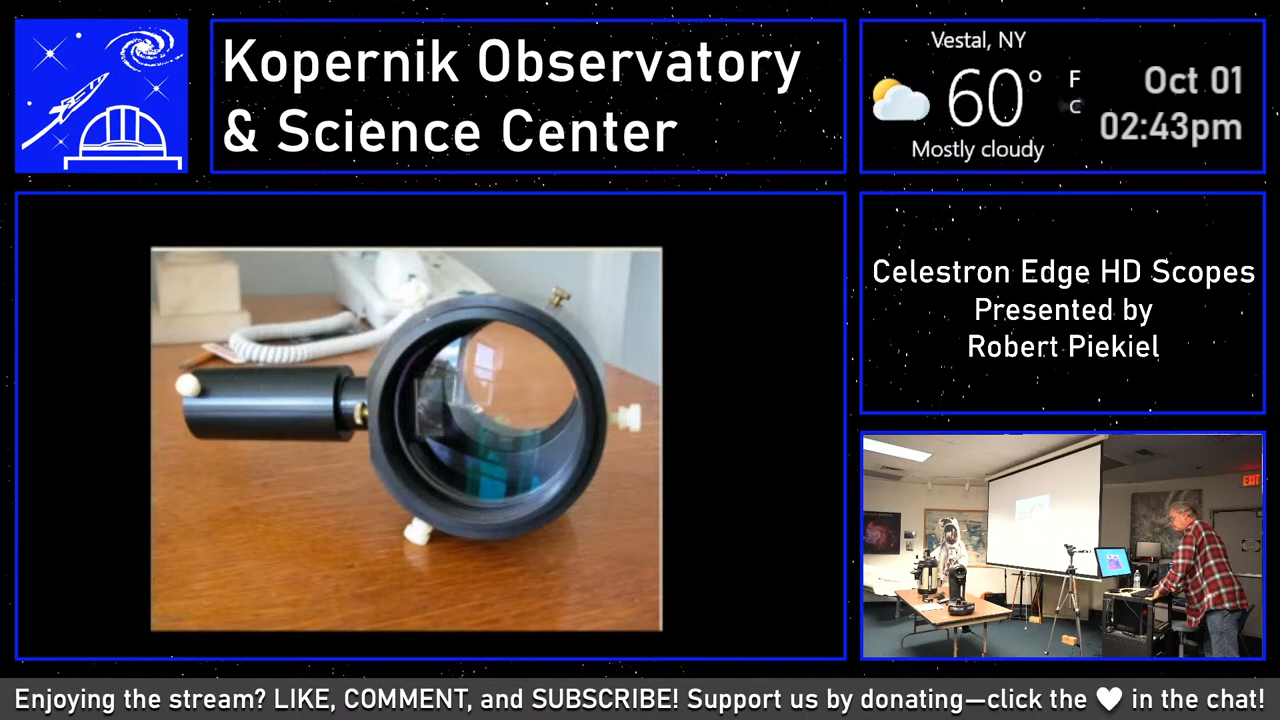 Kopernik Observatory
& Science Center
Vestal, NY
60° F
C
Mostly cloudy
Oct 01
02:43pm
Celestron Edge HD Scopes
Presented by
Robert Piekiel
EXIT
Enjoying the stream? LIKE, COMMENT, and SUBSCRIBE! Support us by donating—click the ♥ in the chat!